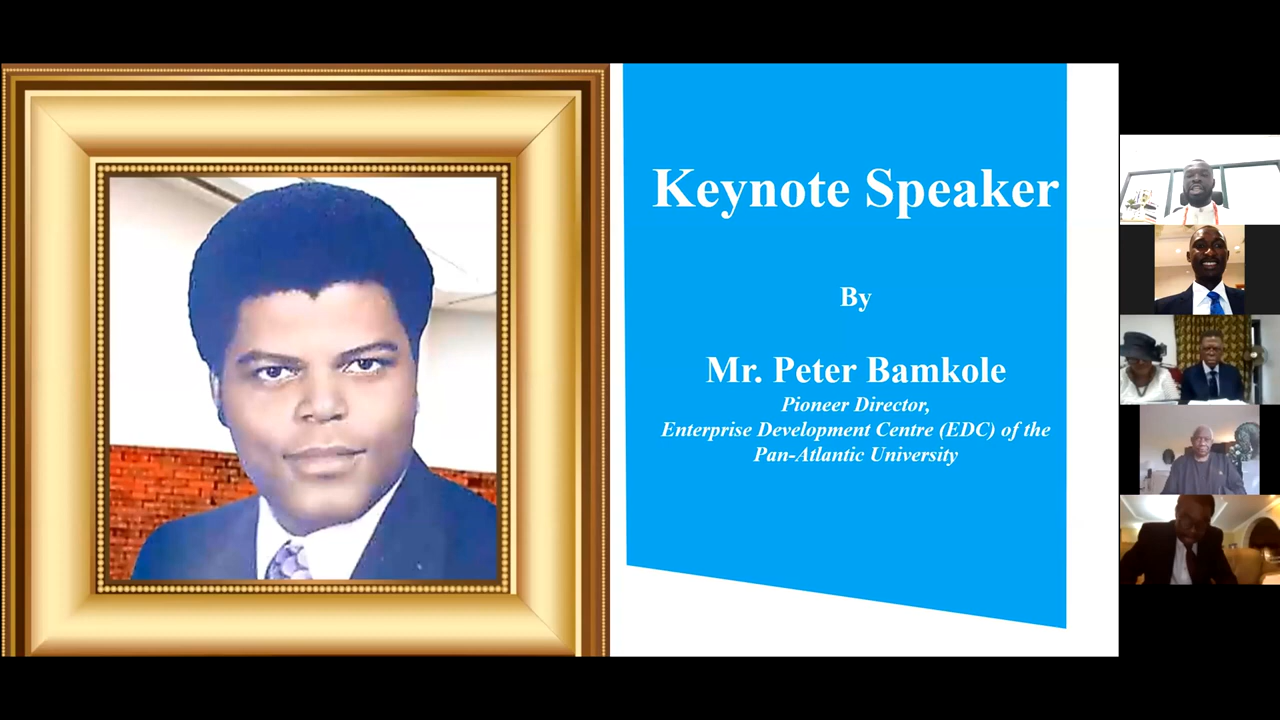 Keynote Speaker
By
Mr. Peter Bamkole
Pioneer Director,
Enterprise Development Centre (EDC) of the
Pan-Atlantic University